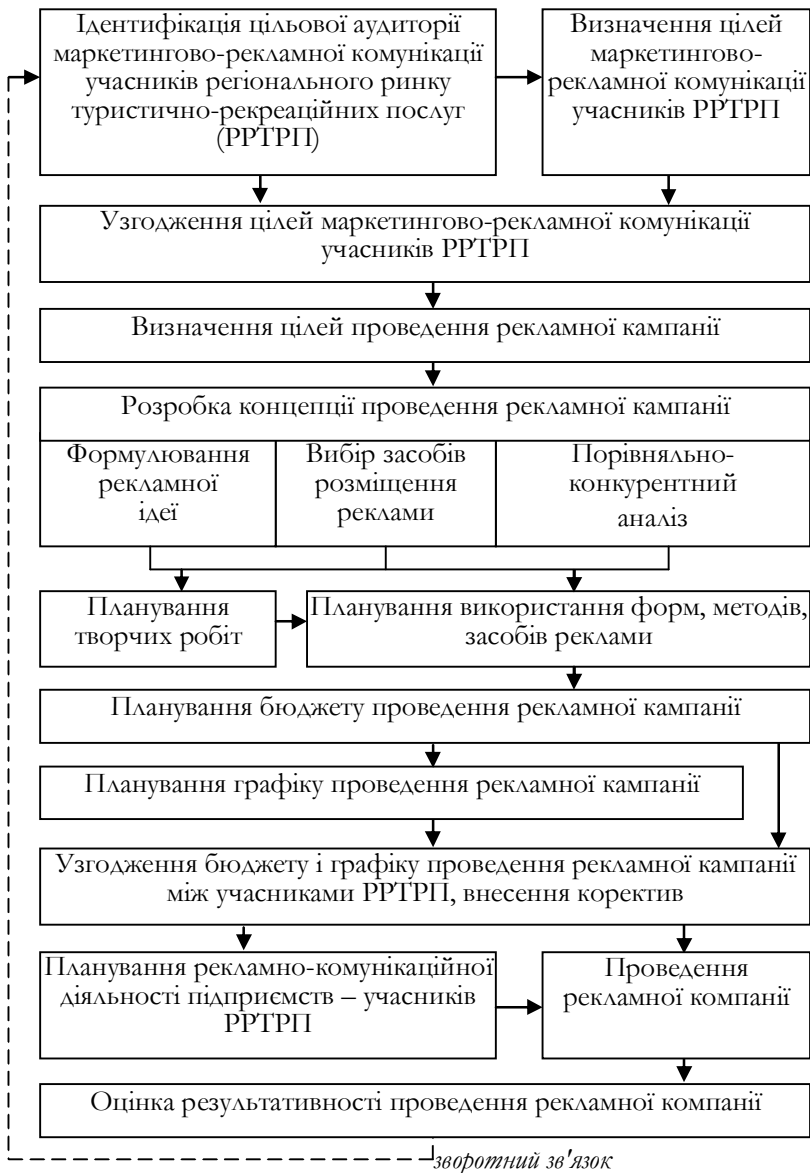 Ідентифікація цільової аудиторії
маркетингово-рекламної комунікації
учасників регіонального ринку
туристично-рекреаційних послуг
(РРТРП)
Визначення цілей
маркетингово-
рекламної комунікації
учасників РРТРП
Узгодження цілей маркетингово-рекламної комунікації
учасників РРТРП
Визначення цілей проведення рекламної кампанії
Розробка концепції проведення рекламної кампанії
Формулювання
рекламної
ідеї
Вибір засобів
розміщення
реклами
Порівняльно-
конкурентний
аналіз
Планування
творчих робіт
Планування використання форм, методів,
засобів реклами
Планування бюджету проведення рекламної кампанії
Планування графіку проведення рекламної кампанії
Узгодження бюджету і графіку проведення рекламної кампанії
між учасниками РРТРП, внесення коректив
Планування рекламно-комунікаційної
діяльності підприємств – учасників
РРТРП
Проведення
рекламної компанії
Оцінка результативності проведення рекламної компанії
зворотний зв'язок